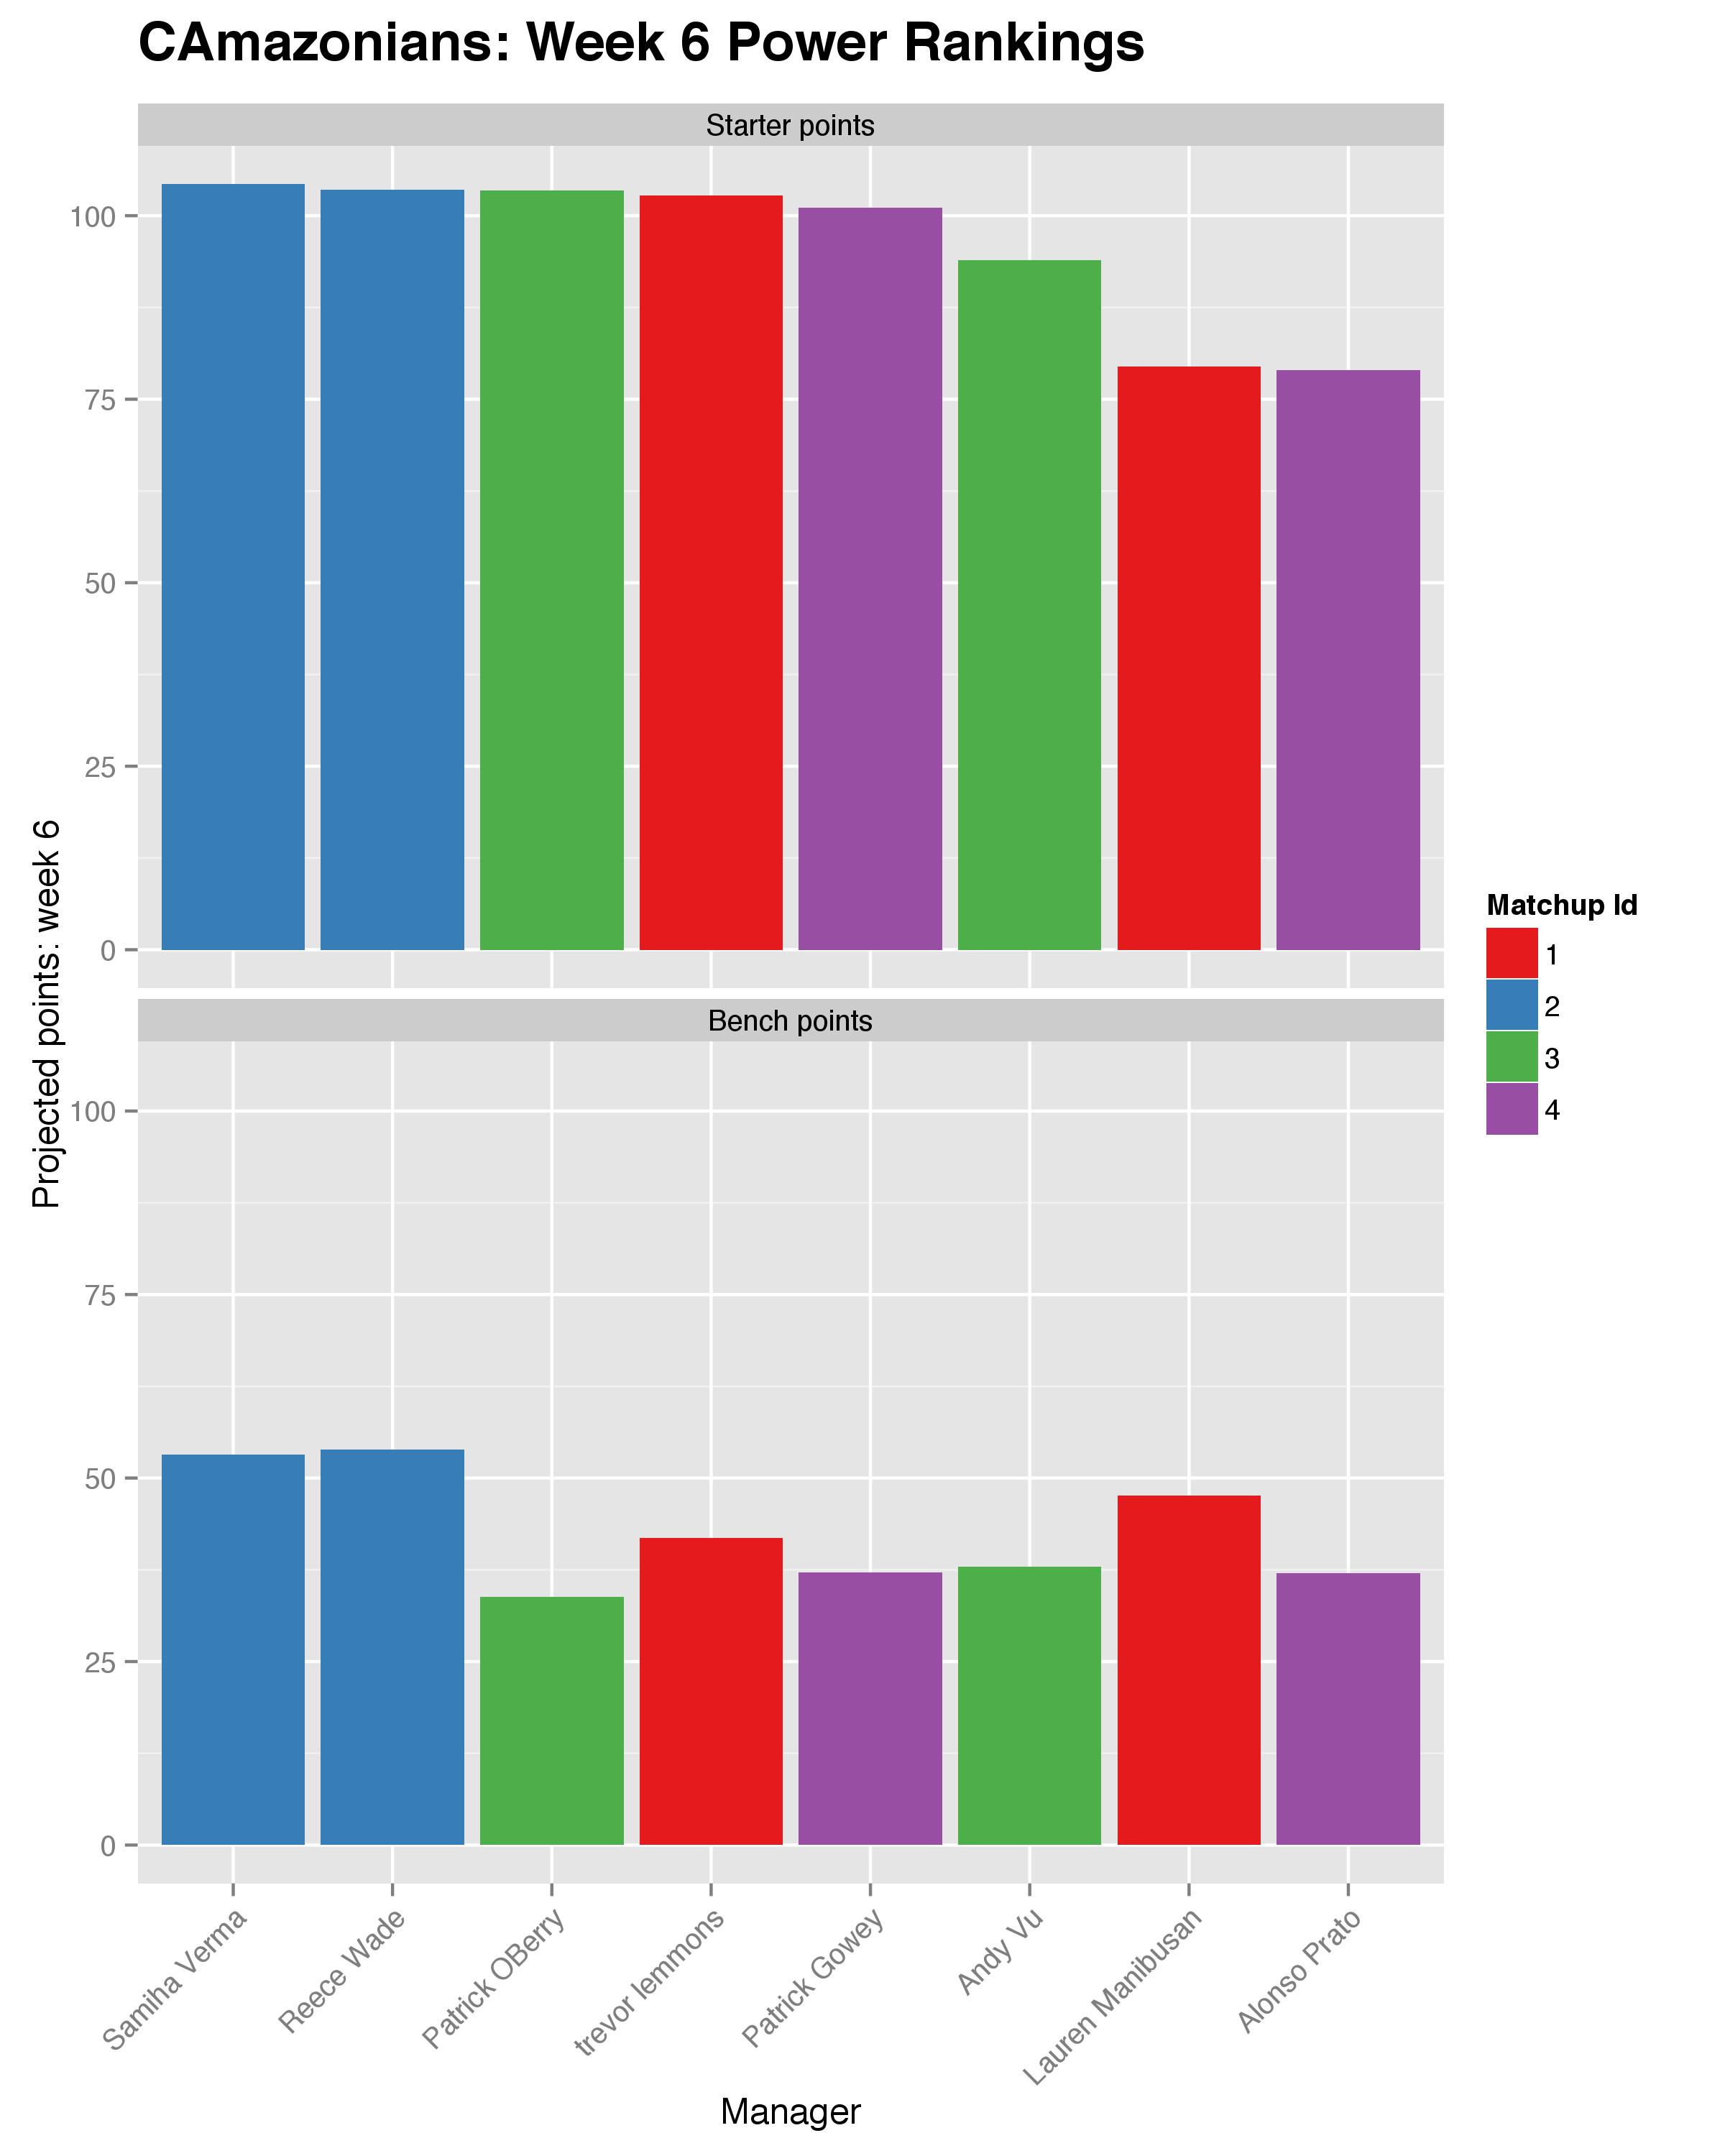 CAmazonians: Week 6 Power Rankings
Starter points
100
75
50
25
0
Projected points: week 6
Bench points
100
75
50
25
0
Samiha Verma
Reece Wade
Patrick OBerry
trevor lemmons
Patrick Gowey
Andy Vu
Lauren Manibusan
Alonso Prato
Manager
Matchup Id
1
2
3
4